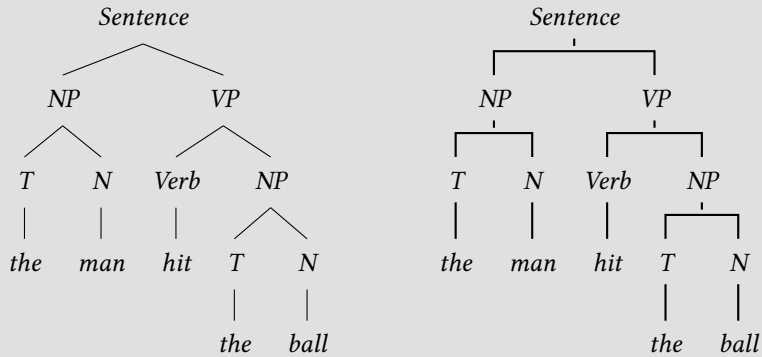 Sentence Sentence
NP VP NP VP
T N Verb NP T N Verb NP
the man hit T N the man hit T N
the ball the ball